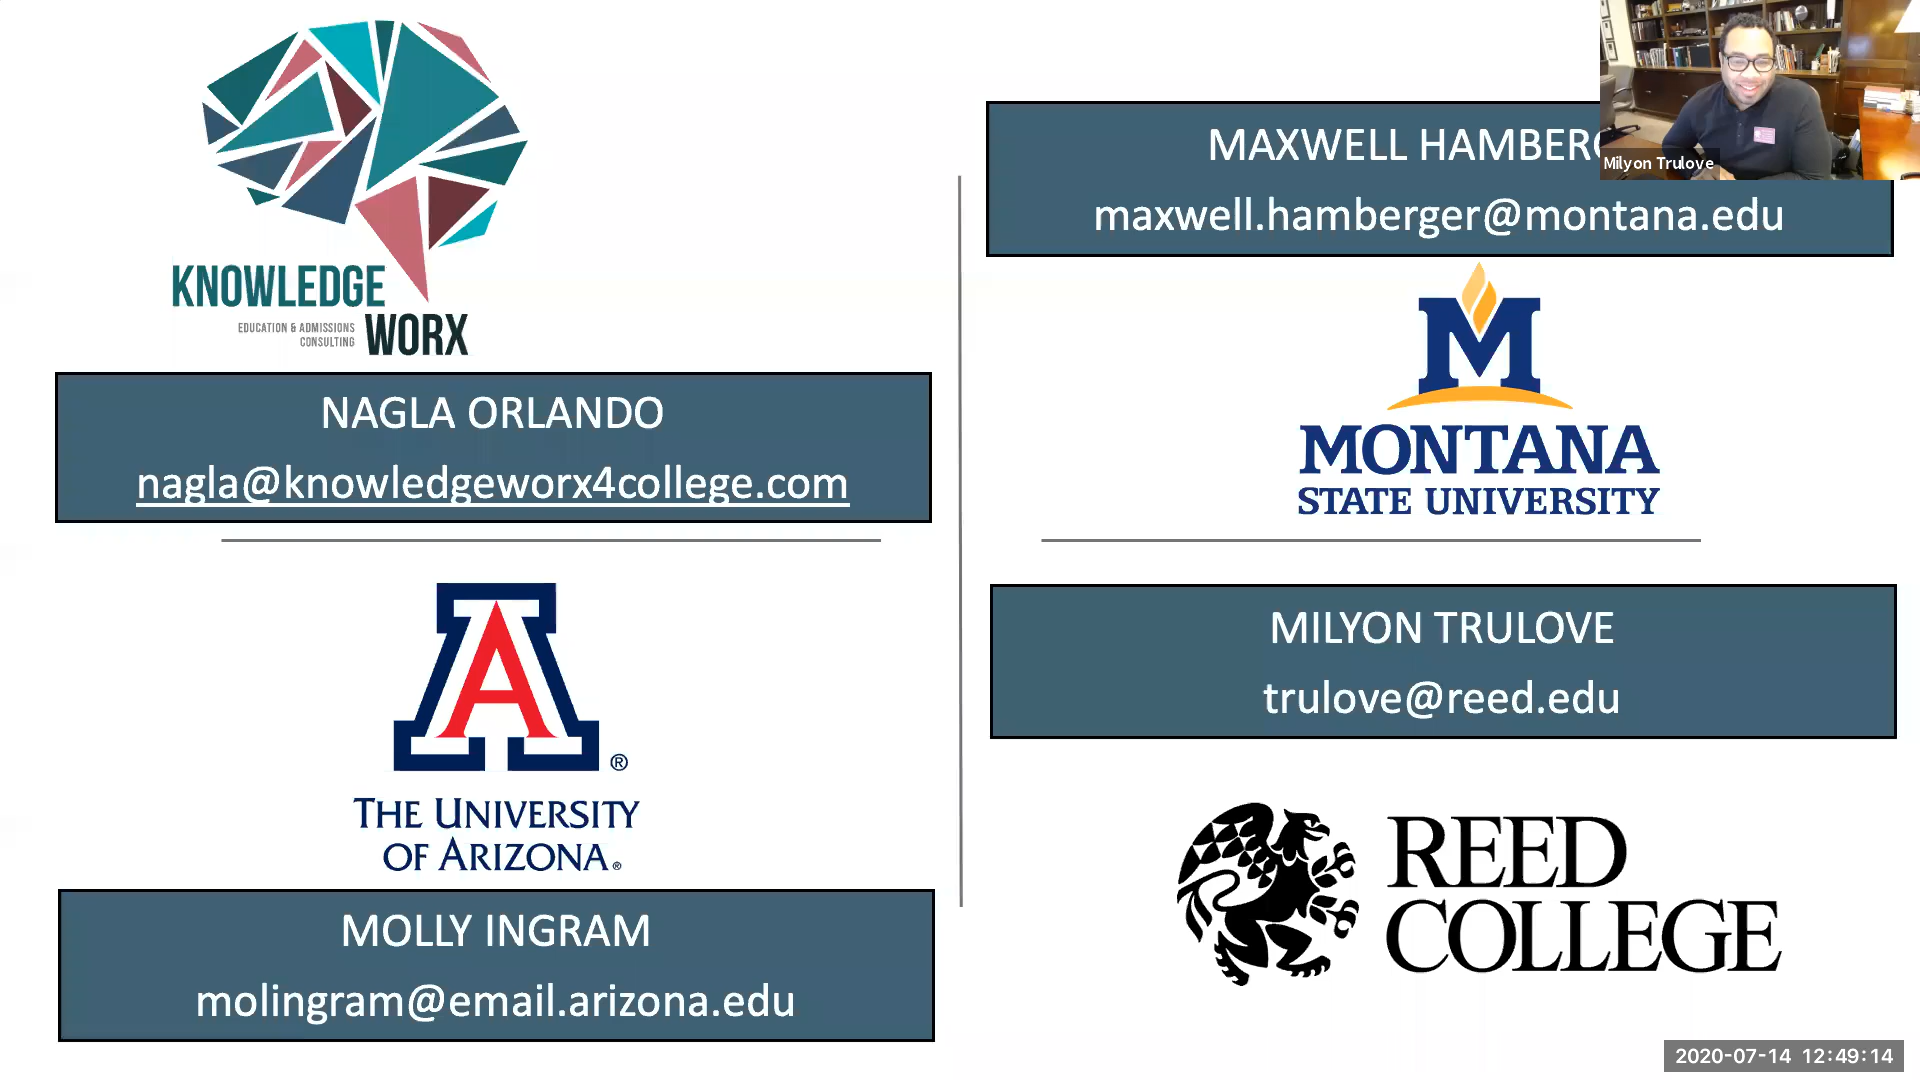 KNOWLEDGE
EDUCATION & ADMISSIONS
CONSULTING
WORX
NAGLA ORLANDO
nagla@knowledgeworx4college.com
MAXWELL
maxwell.hamberger@montana.edu
M
MONTANA
STATE UNIVERSITY
A
®
THE UNIVERSITY
OF ARIZONA®
MOLLY INGRAM
molingram@email.arizona.edu
MILYON TRULOVE
trulove@reed.edu
REED
COLLEGE
Milyon Trulove
2020-07-14 12:49:14